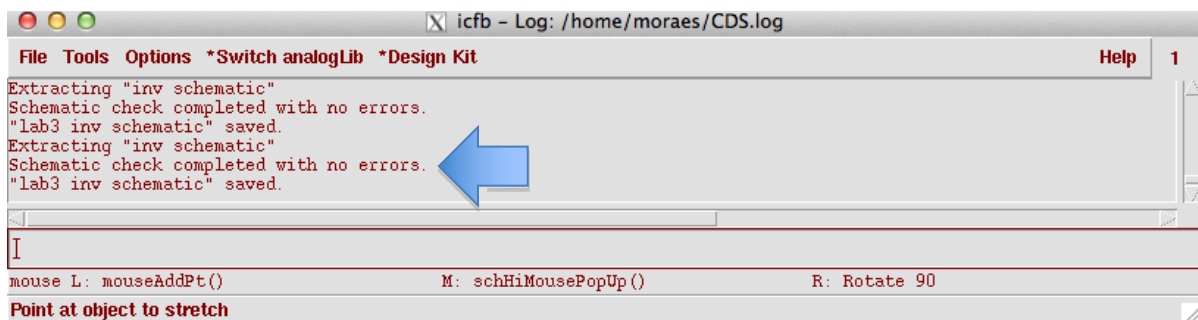 icfb - Log: /home/moraes/CDS.log
File Tools Options *Switch analogLib *Design Kit Help 1
Extracting "inv schematic"
Schematic check completed with no errors.
"lab3 inv schematic" saved.
Extracting "inv schematic"
Schematic check completed with no errors.
"lab3 inv schematic" saved.
mouse L: mouseAddPt() M: schHiMousePopUp() R: Rotate 90
Point at object to stretch